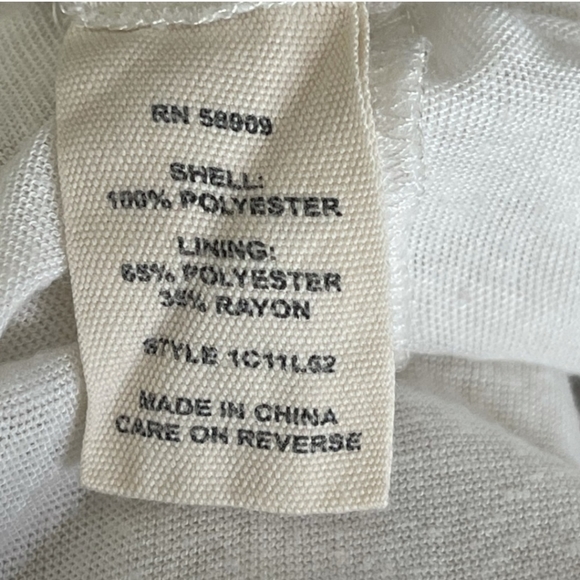 RN 58909
SHELL:
100% POLYESTER
LINING:
65% POLYESTER
35% RAYON
STYLE 1C11L62
MADE IN CHINA
CARE ON REVERSE